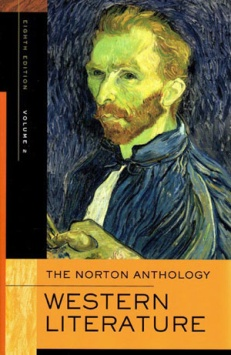 EIGHTH EDITION
VOLUME 2
THE NORTON ANTHOLOGY
WESTERN
LITERATURE